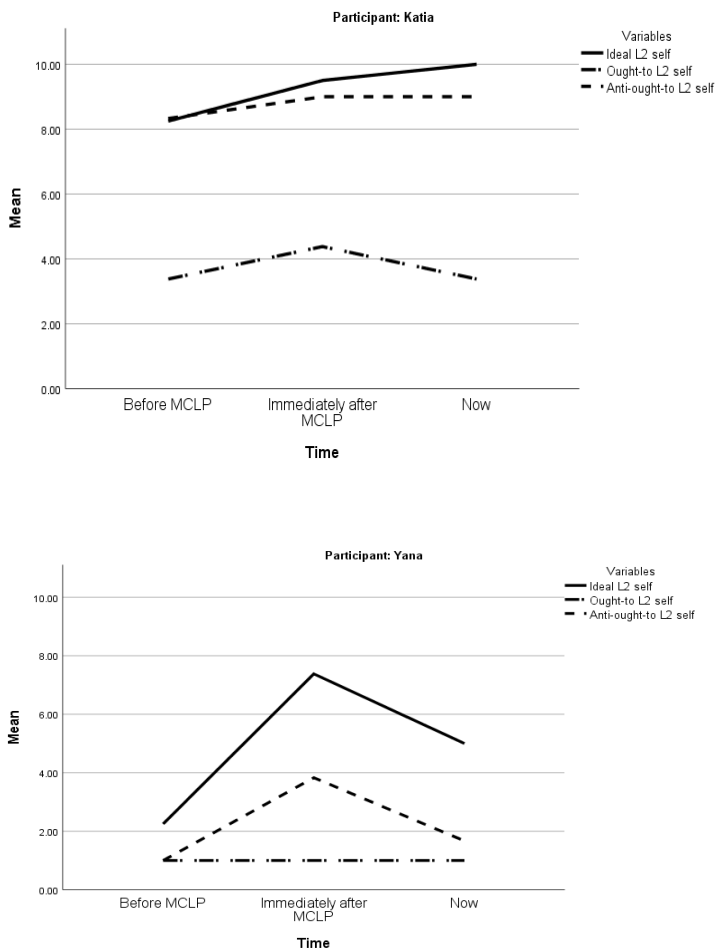 Participant: Katia
Variables
Ideal L2 self
Ought-to L2 self
Anti-ought-to L2 self
10.00
8.00
6.00
4.00
2.00
0.00
Mean
Before MCLP
Immediately after
MCLP
Now
Time
Participant: Yana
Variables
Ideal L2 self
Ought-to L2 self
Anti-ought-to L2 self
10.00
8.00
6.00
4.00
2.00
0.00
Mean
Before MCLP
Immediately after
MCLP
Now
Time